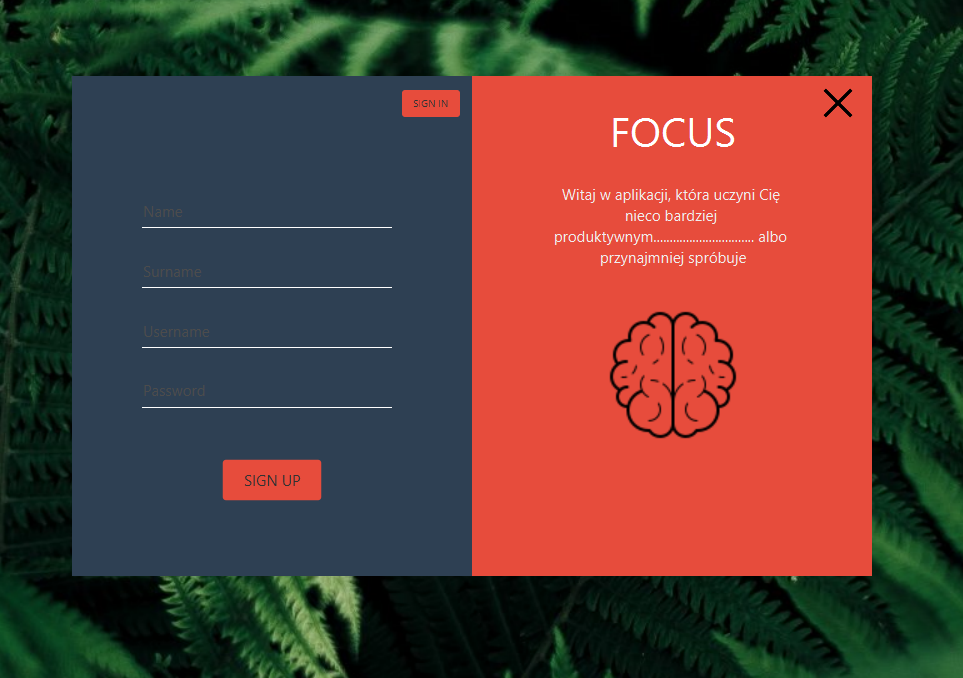 SIGN IN
Name
Surname
Username
Password
SIGN UP
FOCUS
Witaj w aplikacji, która uczyni Cię
nieco bardziej
produktywnym............................... albo
przynajmniej spróbuje